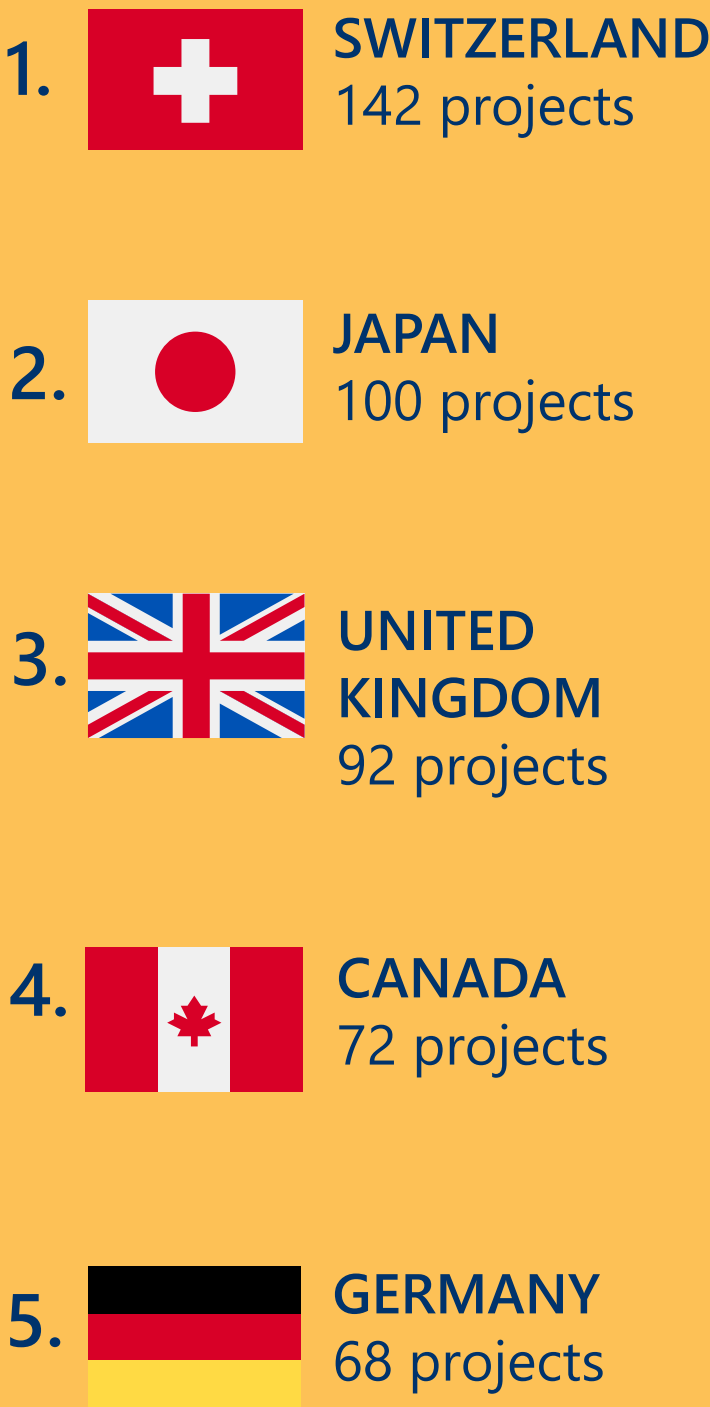 1.
SWITZERLAND
142 projects
2.
JAPAN
100 projects
3.
UNITED
KINGDOM
92 projects
4.
CANADA
72 projects
5.
GERMANY
68 projects